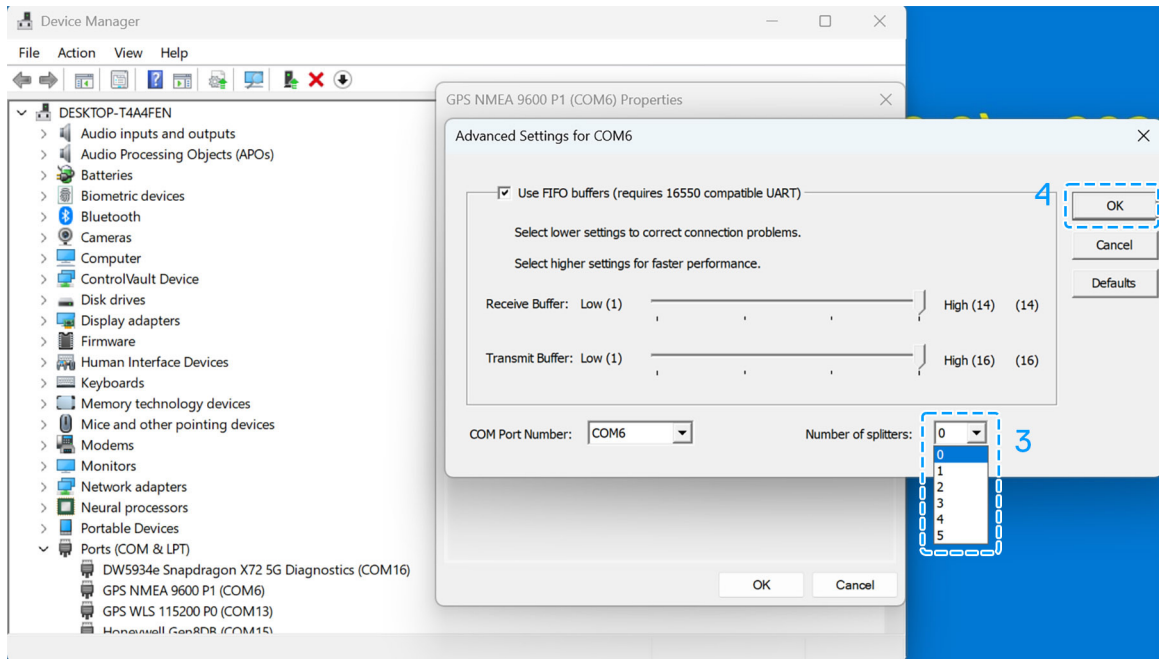 Device Manager
File Action View Help
DESKTOP-T4A4FEN
Audio inputs and outputs
Audio Processing Objects (APOs)
Batteries
Biometric devices
Bluetooth
Cameras
Computer
ControlVault Device
Disk drives
Display adapters
Firmware
Human Interface Devices
Keyboards
Memory technology devices
Mice and other pointing devices
Modems
Monitors
Network adapters
Neural processors
Portable Devices
Ports (COM & LPT)
DW5934e Snapdragon X72 5G Diagnostics (COM16)
GPS NMEA 9600 P1 (COM6)
GPS WLS 115200 P0 (COM13)
Honeywell Gen8DB (COM15)
GPS NMEA 9600 P1 (COM6) Properties
Advanced Settings for COM6
Use FIFO buffers (requires 16550 compatible UART)
4
OK
Select lower settings to correct connection problems.
Cancel
Select higher settings for faster performance.
Defaults
Receive Buffer: Low (1) High (14) (14)
Transmit Buffer: Low (1) High (16) (16)
COM Port Number: COM6 Number of splitters: 0 3
0
1
2
3
4
5
OK Cancel